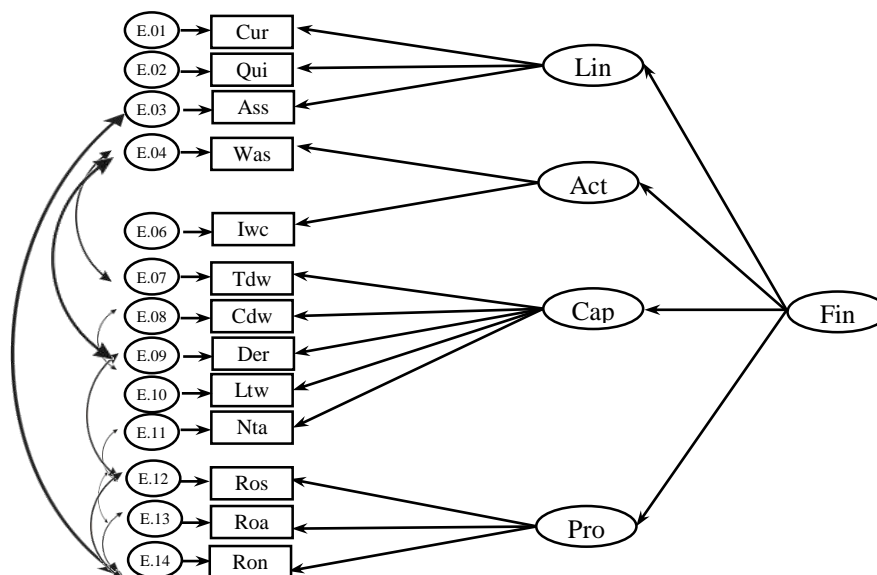 E.01 Cur
E.02 Qui Lin
E.03 Ass
E.04 Was
Act
E.06 Iwc
E.07 Tdw
E.08 Cdw Cap Fin
E.09 Der
E.10 Ltw
E.11 Nta
E.12 Ros
E.13 Roa Pro
E.14 Ron